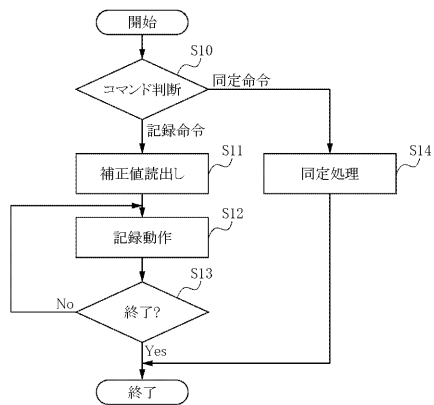 開始
S10
コマンド判断
同定命令
記録命令
S11
補正値読出し
S14
同定処理
S12
記録動作
S13
終了?
No
Yes
終了